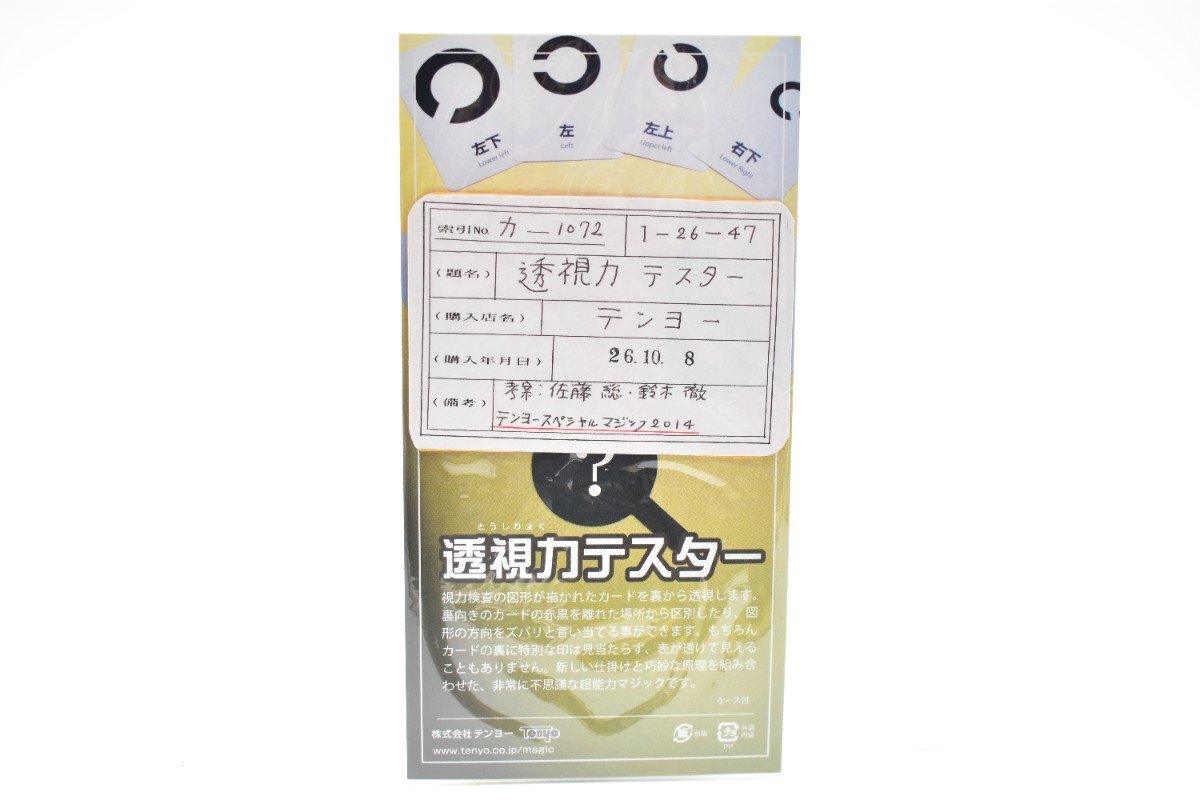 左下
Lower left
左
Left
左上
Upper left
右下
Lower Right
索引No. カ－1072 1－26－47
(題名) 透視力 テスター
(購入店名) テンヨー
(購入年月日) 26.10. 8
(備考) 考案：佐藤 総・鈴木 徹
テンヨースペシャルマジック2014
?
とうしりょく
透視力テスター
視力検査の図形が描かれたカードを裏から透視します。
裏向きのカードの赤黒を離れた場所から区別したり、図
形の方向をズバリと言い当てる事ができます。もちろん
カードの裏に特別な印は見当たらず、表が透けて見える
こともありません。新しい仕掛けと巧妙な原理を組み合
わせた、非常に不思議な超能力マジックです。
ケース付
株式会社テンヨー Tenyo
www.tenyo.co.jp/magic
紙 台紙
プラ 外袋
内袋
PP